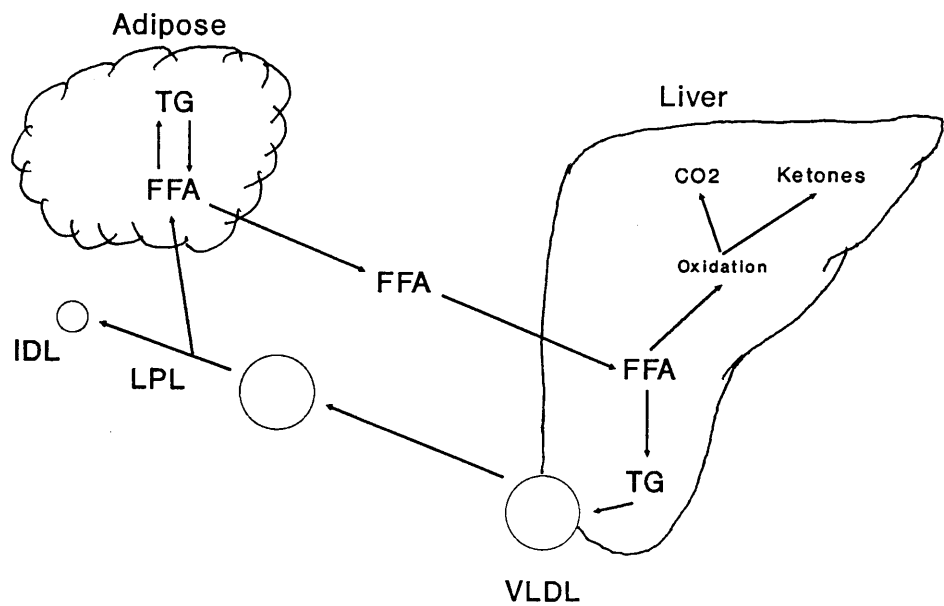 Adipose
TG
FFA
Liver
CO2
Ketones
Oxidation
FFA
FFA
TG
IDL
LPL
VLDL